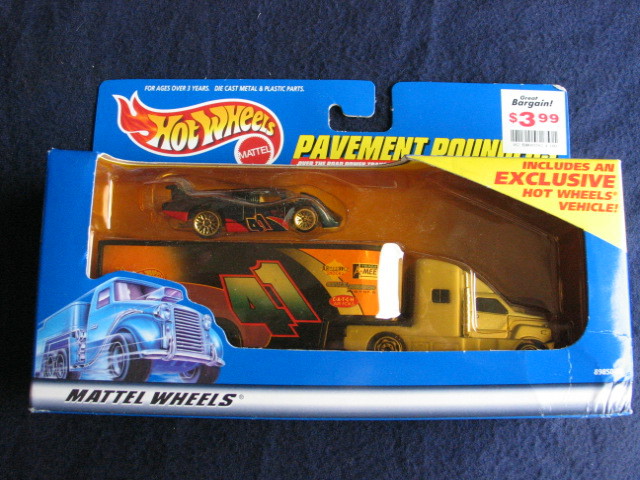 FOR AGES OVER 3 YEARS. DIE CAST METAL & PLASTIC PARTS.
HOT WHEELS
MATTEL
Great
Bargain!
$3.99
PAVEMENT
INCLUDES AN
EXCLUSIVE
HOT WHEELS®
VEHICLE!
41
41
MATTEL WHEELS®